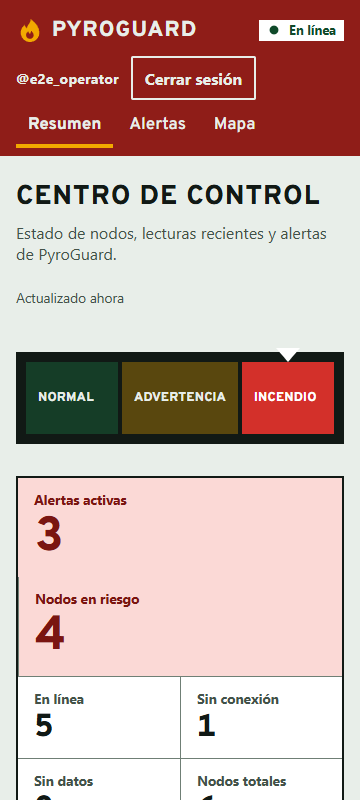 PYROGUARD
En línea
@e2e_operator
Cerrar sesión
Resumen
Alertas
Mapa
CENTRO DE CONTROL
Estado de nodos, lecturas recientes y alertas
de PyroGuard.
Actualizado ahora
NORMAL
ADVERTENCIA
INCENDIO
Alertas activas
3
Nodos en riesgo
4
En línea
5
Sin conexión
1
Sin datos
Nodos totales